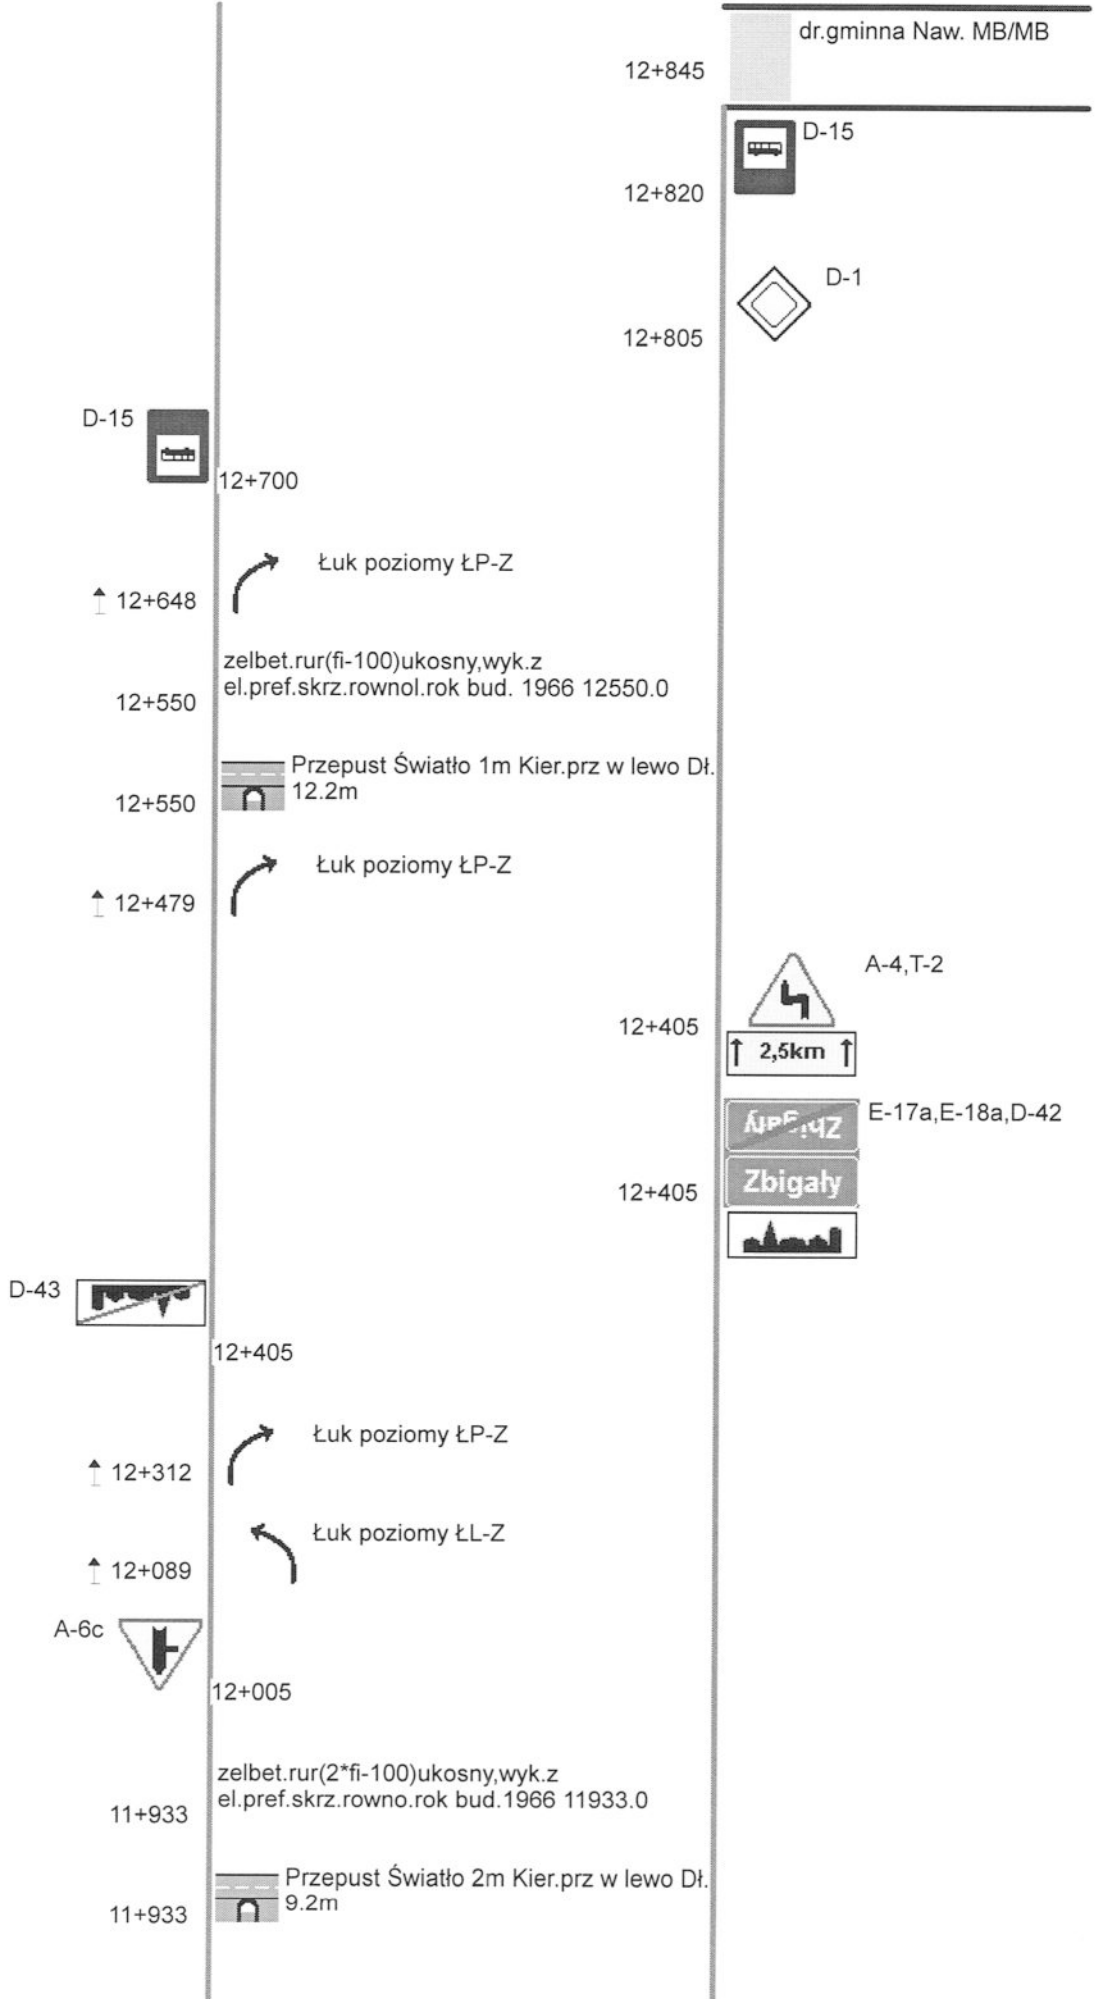 dr.gminna Naw. MB/MB
12+845
D-15
12+820
D-1
12+805
D-15
12+700
Łuk poziomy ŁP-Z
12+648
zelbet.rur(fi-100)ukosny,wyk.z
el.pref.skrz.rownol.rok bud. 1966 12550.0
12+550
Przepust Światło 1m Kier.prz w lewo Dł.
12.2m
12+550
Łuk poziomy ŁP-Z
12+479
A-4,T-2
12+405
2,5km
E-17a,E-18a,D-42
Zbigały
Zbigały
12+405
D-43
12+405
Łuk poziomy ŁP-Z
12+312
Łuk poziomy ŁL-Z
12+089
A-6c
12+005
zelbet.rur(2*fi-100)ukosny,wyk.z
el.pref.skrz.rowno.rok bud.1966 11933.0
11+933
Przepust Światło 2m Kier.prz w lewo Dł.
9.2m
11+933